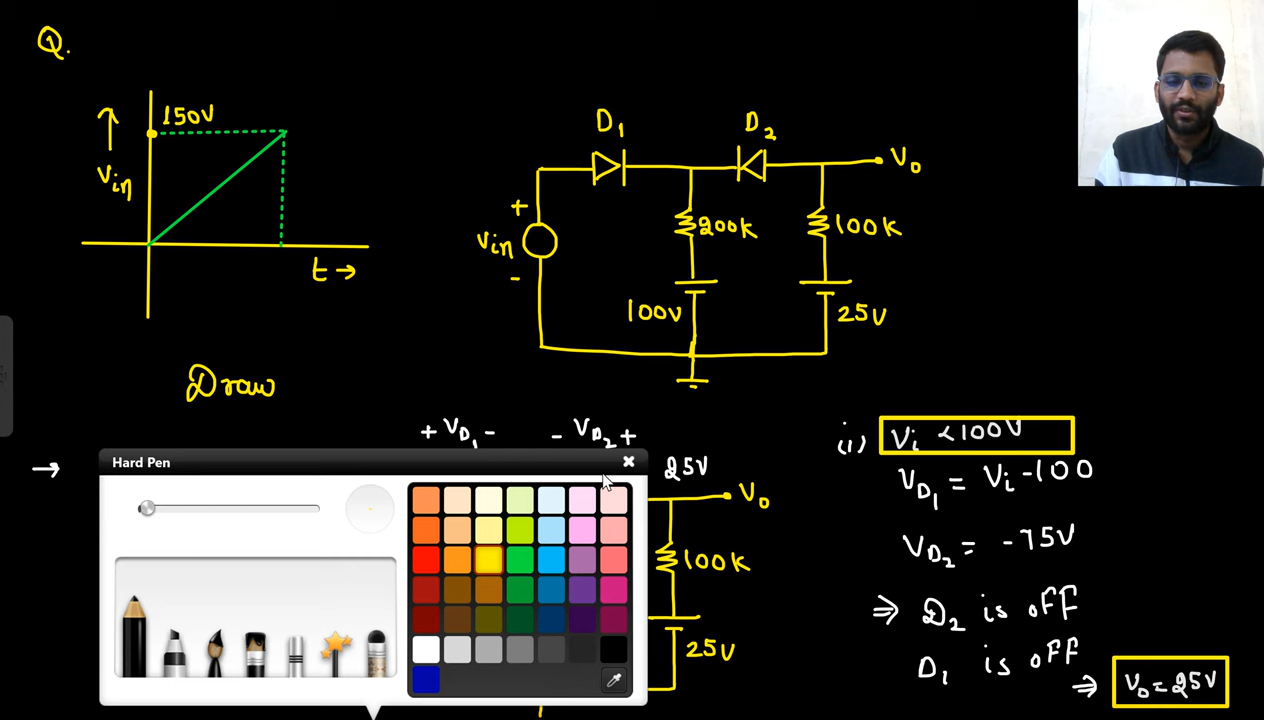 Q.
150V
Vin
t →
D1
D2
V0
+
Vin
-
200K
100K
100V
25V
Draw
→
+ VD1 -
- VD2 +
25V
V0
100K
25V
Hard Pen
(i) Vi < 100V
VD1 = Vi - 100
VD2 = -75V
⇒ D2 is off
D1 is off
⇒ V0 = 25V